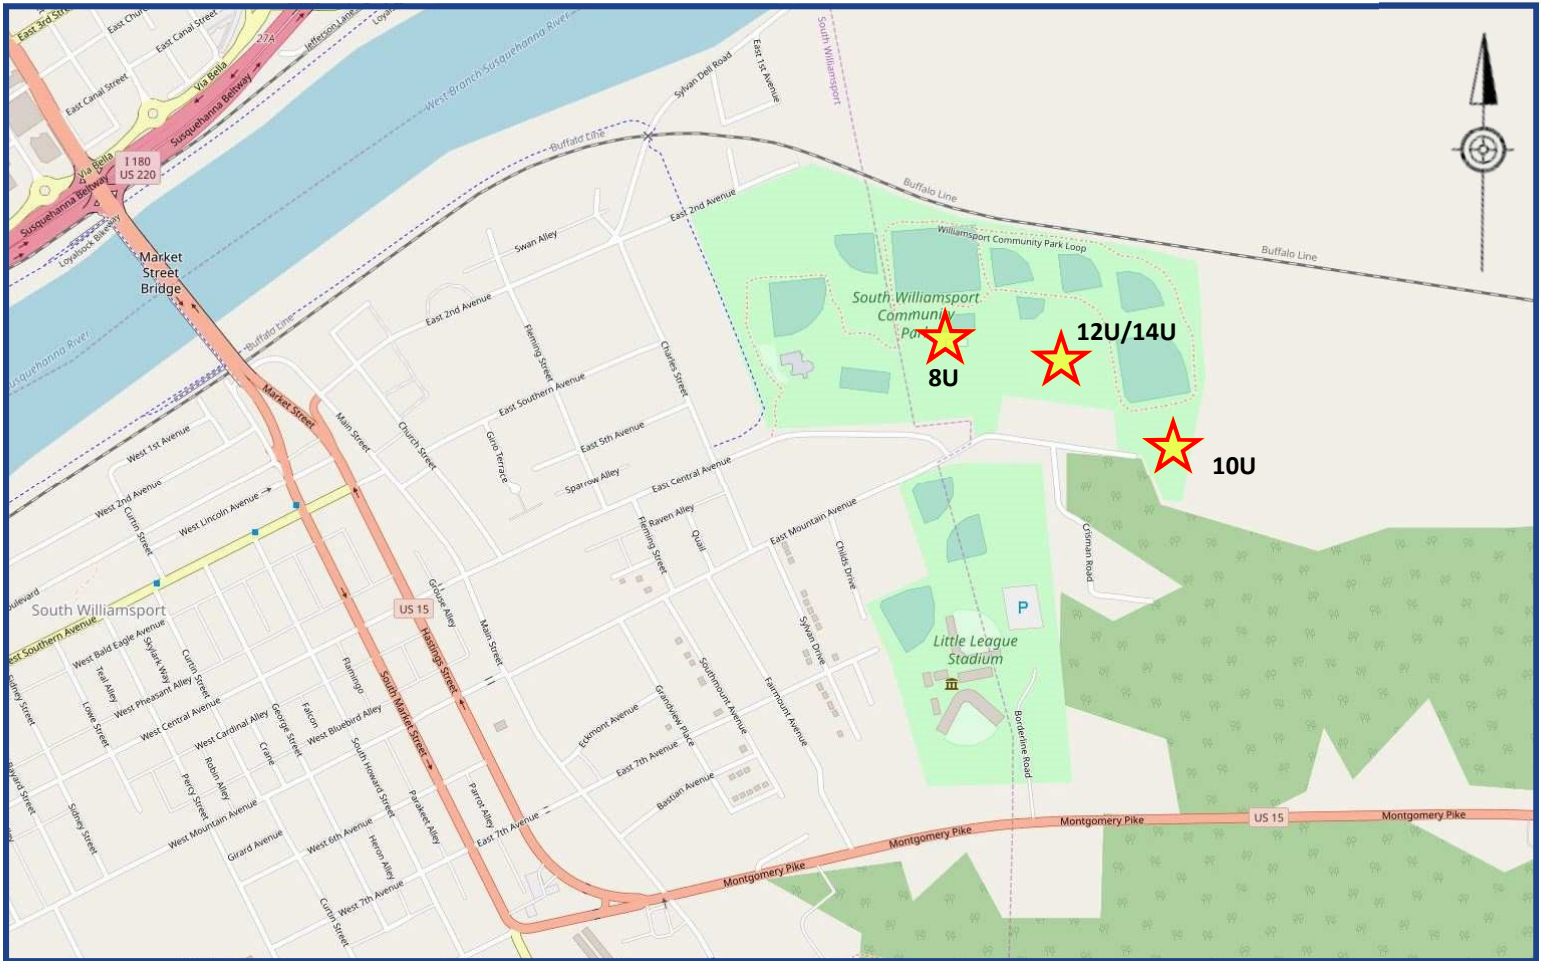 East 3rd Str
East Canal Street
East Canal Street
27A
Jefferson Lane
Via Bella
Susquehanna Beltway
I 180
US 220
Via Bella
Susquehanna Beltway
Loyalsock Bikeway
West Branch Susquehanna River
Susquehanna River
Market
Street
Bridge
Sylvan Dell Road
East 1st Avenue
South Williamsport
Buffalo Line
Buffalo Line
Buffalo Line
Buffalo Line
East 2nd Avenue
Swan Alley
East 2nd Avenue
Fleming Street
Charles Street
Williamsport Community Park Loop
South Williamsport
Community
12U/14U
8U
10U
Market Street
Main Street
Church Street
East Southern Avenue
Gino Terrace
East 5th Avenue
Sparrow Alley
East Central Avenue
Raven Alley
Fleming Street
Quail
East Mountain Avenue
Childs Drive
Sylvan Drive
Crisman Road
P
Little League
Stadium
Borderline Road
West 1st Avenue
West 2nd Avenue
West Lincoln Avenue
Curtin Street
South Williamsport
oulevard
est Southern Avenue
West Bald Eagle Avenue
Skylark Way
Teal Alley
Curtin Street
West Pheasant Alley
Lowe Street
West Central Avenue
West Cardinal Alley
George Street
Falcon
Flamingo
West Bluebird Alley
Crane
Robin Alley
Percy Street
South Howard Street
Sidney Street
Sidney Street
Bayard Street
West Mountain Avenue
Girard Avenue
West 6th Avenue
Heron Alley
Parakeet Alley
Parrot Alley
West 7th Avenue
Curtin Street
East 7th Avenue
US 15
Grouse Alley
Hastings Street
South Market Street
Main Street
Eckmont Avenue
Grandview Place
Southmount Avenue
Fairmount Avenue
East 7th Avenue
Bastian Avenue
Montgomery Pike
Montgomery Pike
Montgomery Pike
US 15
Montgomery Pike